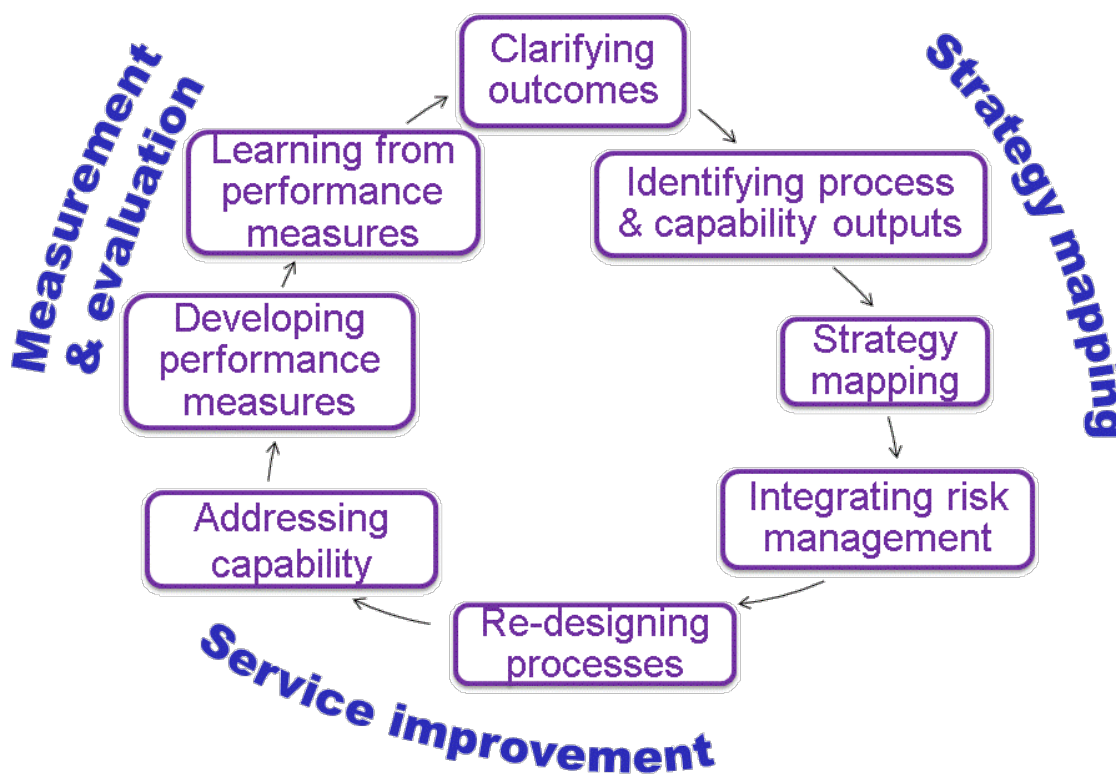 Clarifying
outcomes
Identifying process
& capability outputs
Strategy
mapping
Integrating risk
management
Re-designing
processes
Addressing
capability
Developing
performance
measures
Learning from
performance
measures
Strategy mapping
Service improvement
Measurement
& evaluation